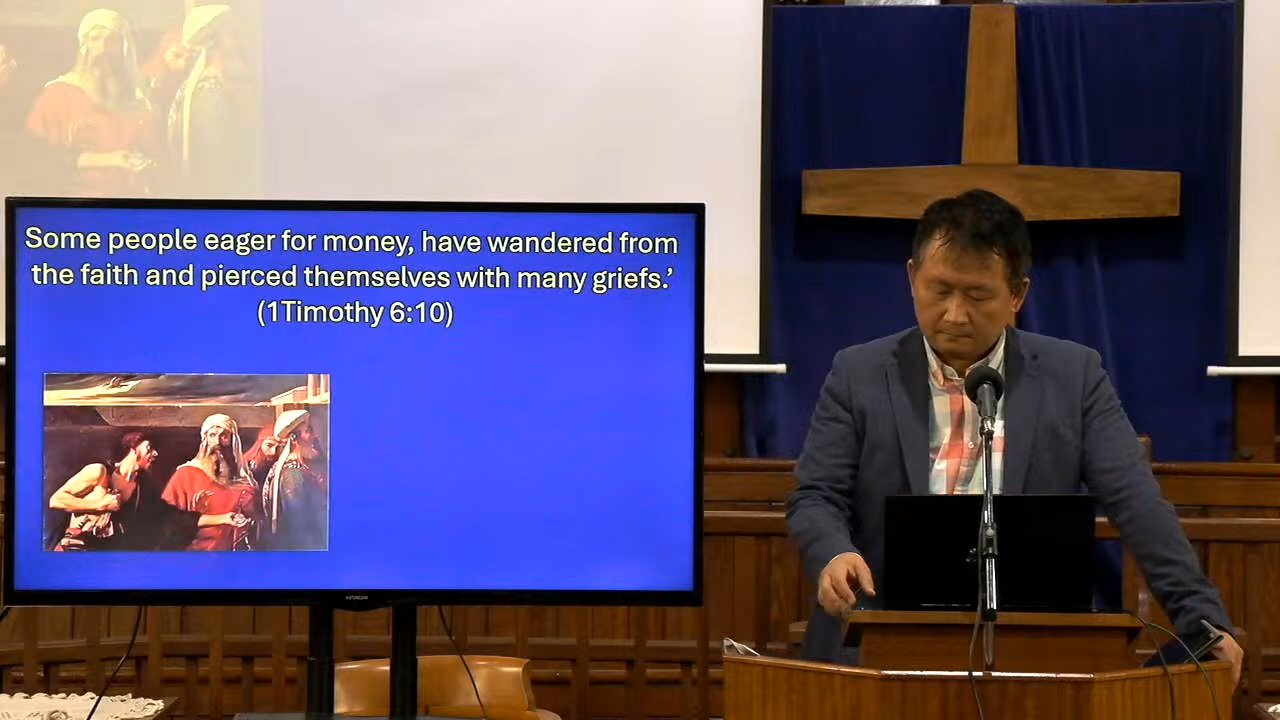 Some people eager for money, have wandered from
the faith and pierced themselves with many griefs.’
(1Timothy 6:10)
HITACHI